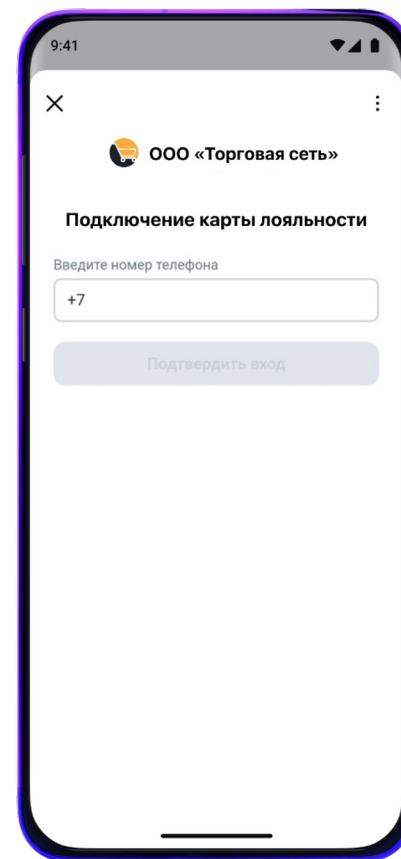 9:41
ООО «Торговая сеть»
Подключение карты лояльности
Введите номер телефона
+7
Подтвердить вход